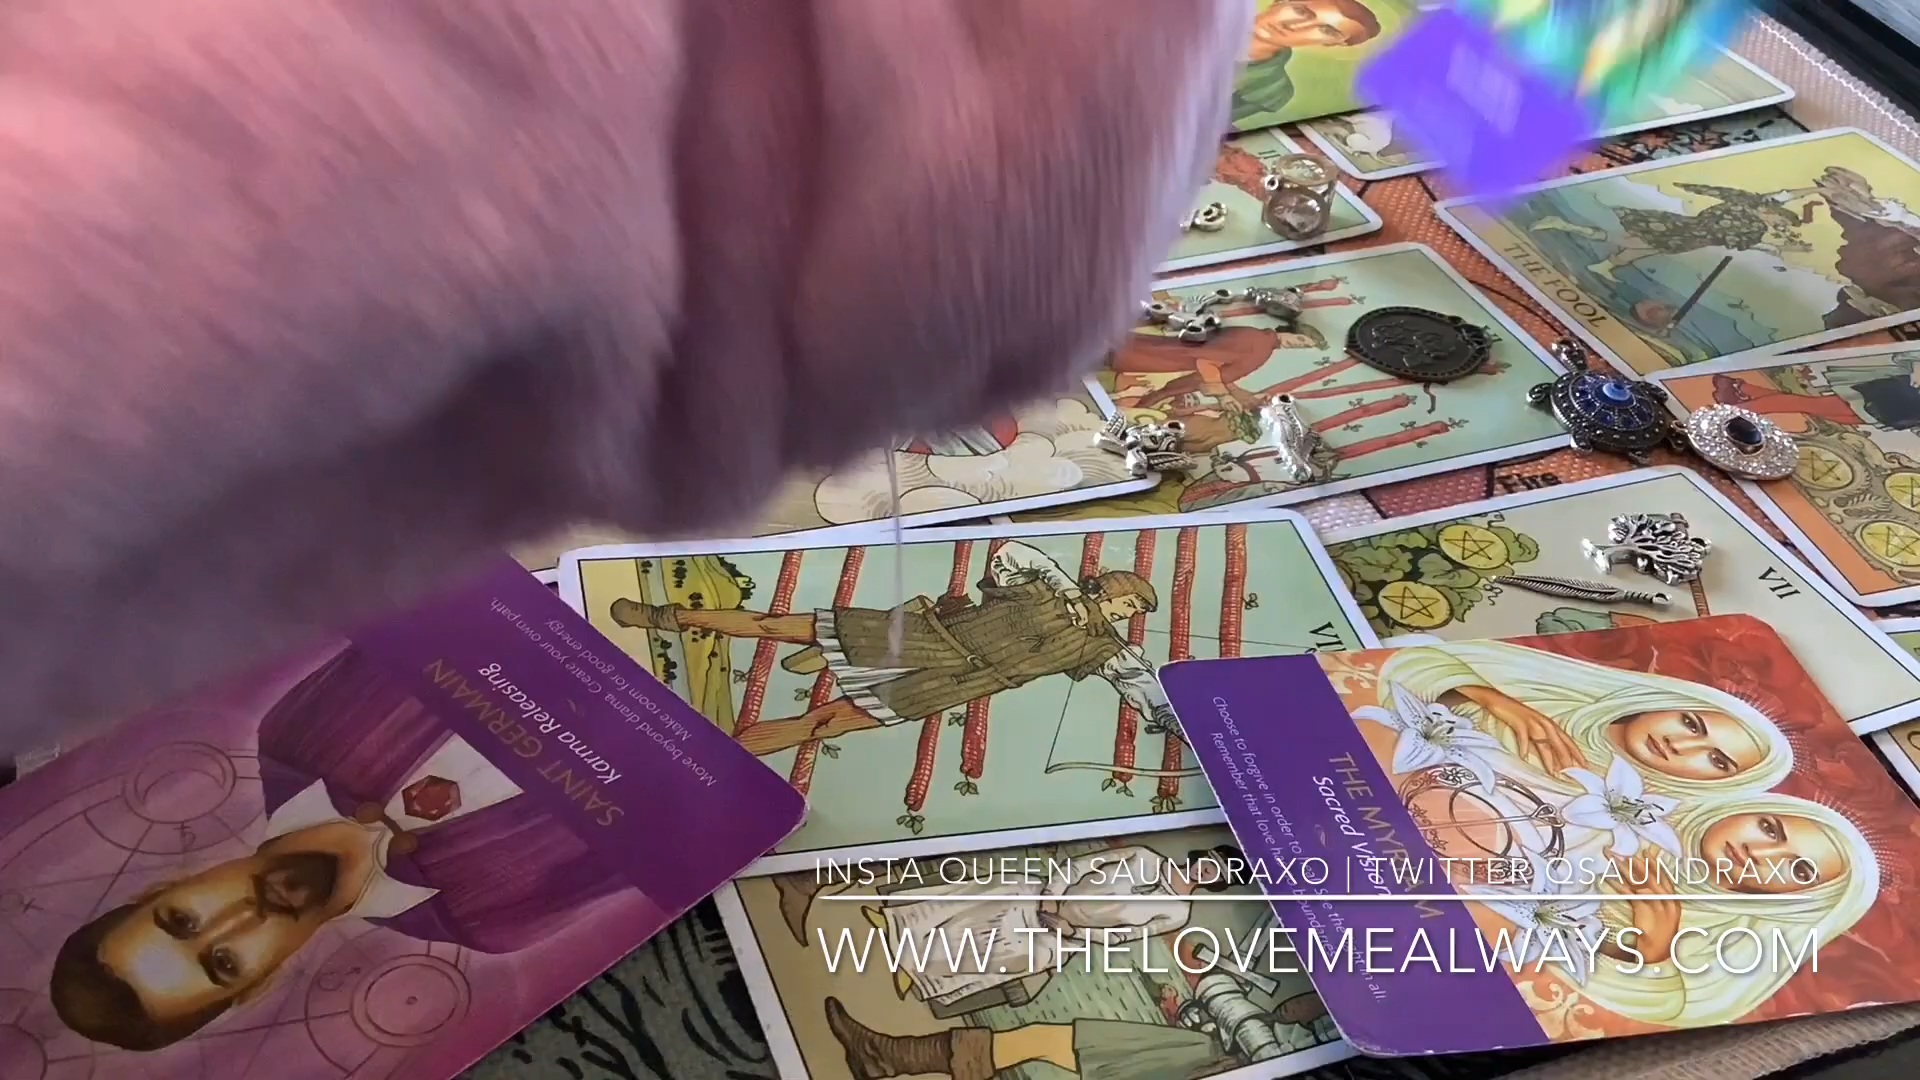 THE FOOL
Fire
VII
SAINT GERMAIN
Karma Releasing
Move beyond drama. Create your own path.
Make room for good energy.
THE MYRIAM
Sacred Vision
Choose to forgive in order to
Remember that love
INSTA QUEEN SAUNDRAXO | TWITTER QSAUNDRAXO
WWW.THELOVEMEALWAYS.COM